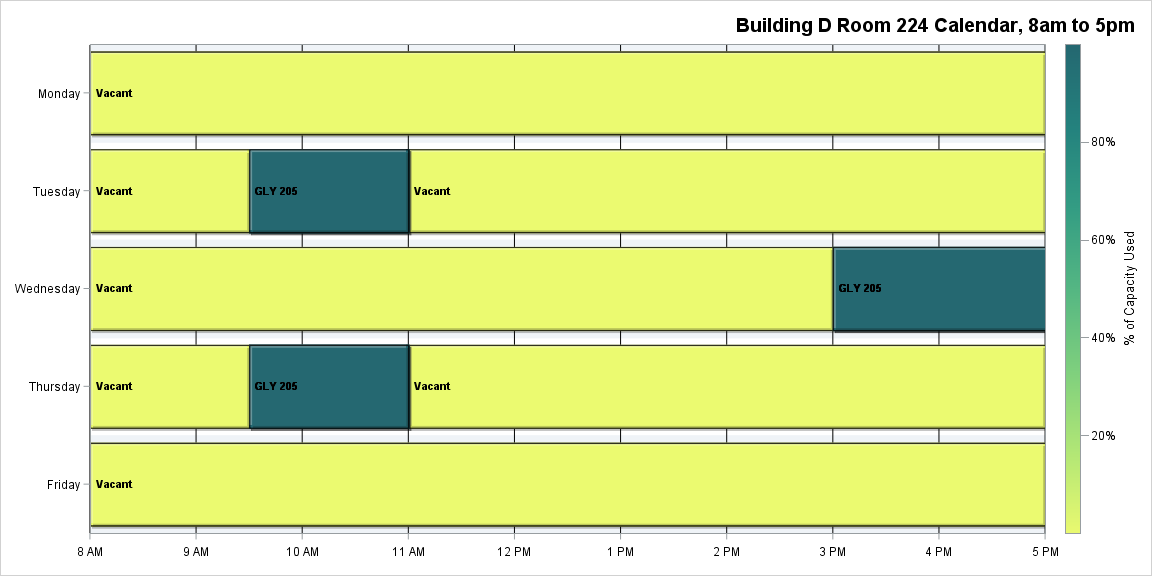 Building D Room 224 Calendar, 8am to 5pm
Monday
Vacant
Tuesday
Vacant
GLY 205
Vacant
Wednesday
Vacant
GLY 205
Thursday
Vacant
GLY 205
Vacant
Friday
Vacant
8 AM
9 AM
10 AM
11 AM
12 PM
1 PM
2 PM
3 PM
4 PM
5 PM
80%
60%
40%
20%
% of Capacity Used